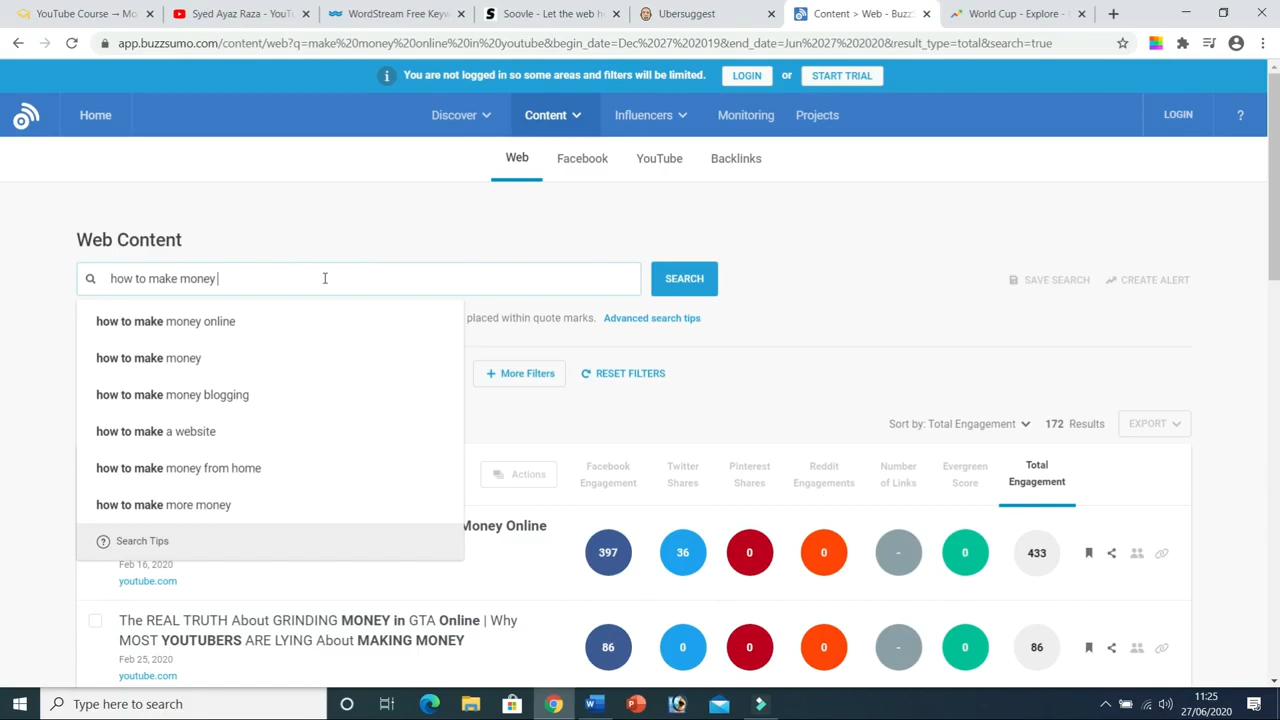 YouTube Course_ -> Mo
Syed Ayaz Raza - YouT
WordStream Free Keyw
Soovle - Let the web h
Ubersuggest
Content > Web - BuzzS
World Cup - Explore -
app.buzzsumo.com/content/web?q=make%20money%20online%20in%20youtube&begin_date=Dec%2027%202019&end_date=Jun%2027%202020&result_type=total&search=true
You are not logged in so some areas and filters will be limited. LOGIN or START TRIAL
Home Discover Content Influencers Monitoring Projects LOGIN ?
Web Facebook YouTube Backlinks
Web Content
how to make money SEARCH SAVE SEARCH CREATE ALERT
how to make money online
placed within quote marks. Advanced search tips
how to make money
+ More Filters RESET FILTERS
how to make money blogging
Sort by: Total Engagement 172 Results EXPORT
how to make a website
how to make money from home
Actions
Facebook Engagement
Twitter Shares
Pinterest Shares
Reddit Engagements
Number of Links
Evergreen Score
Total Engagement
how to make more money
Search Tips
Money Online
397 36 0 0 - 0 433
Feb 16, 2020
youtube.com
The REAL TRUTH About GRINDING MONEY in GTA Online | Why
MOST YOUTUBERS ARE LYING About MAKING MONEY
86 0 0 0 - 0 86
Feb 25, 2020
youtube.com
Type here to search
11:25
27/06/2020